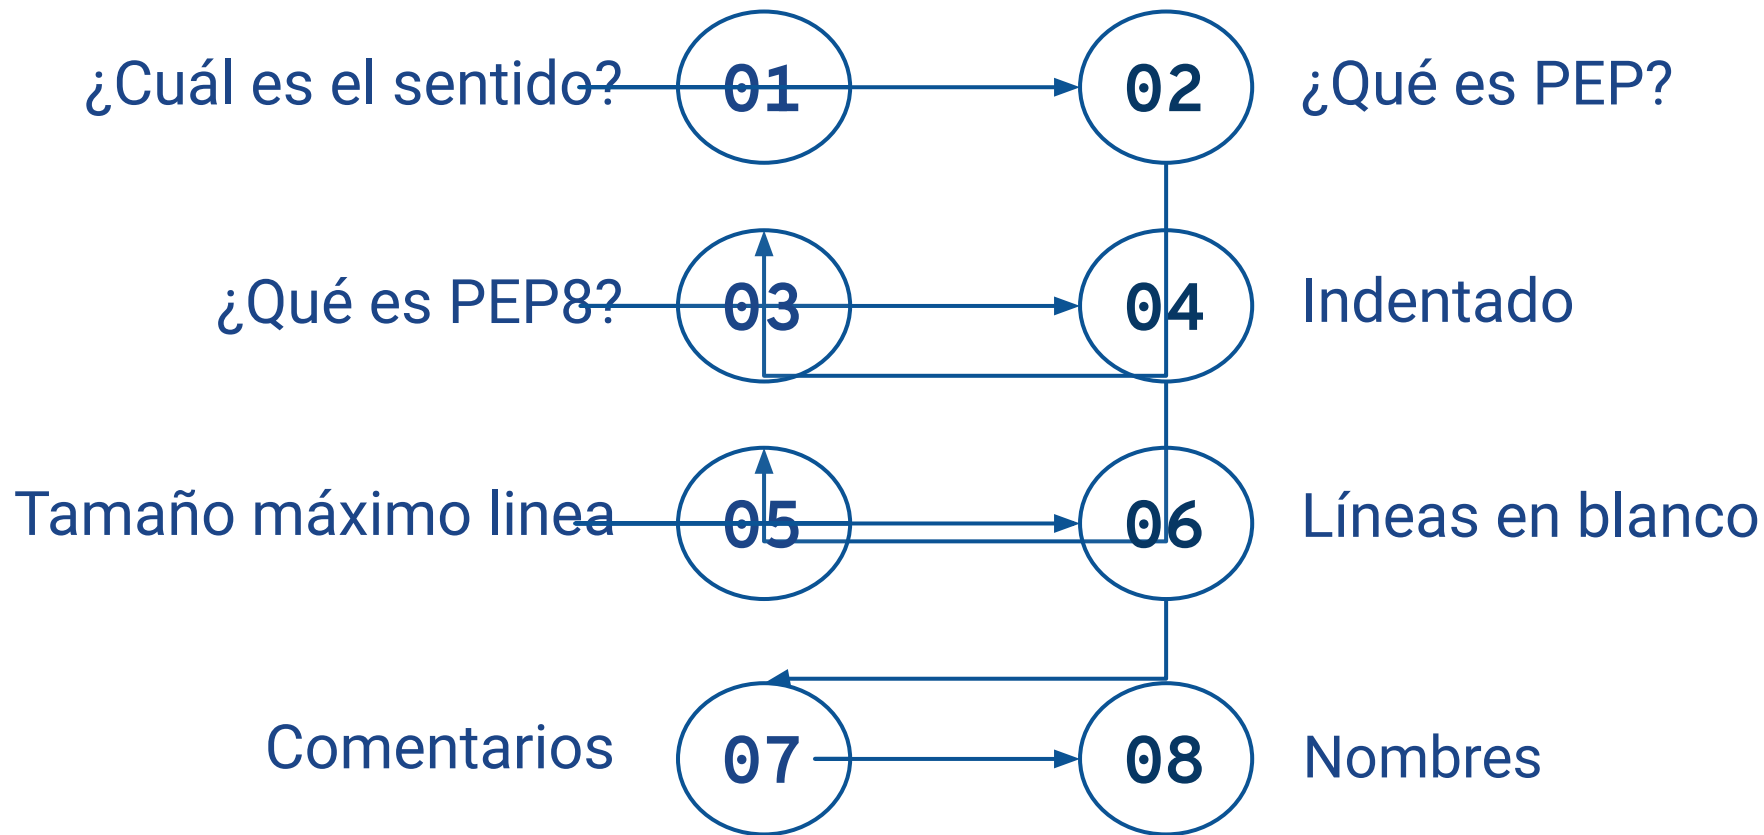 ¿Cuál es el sentido?
01
02
¿Qué es PEP?
¿Qué es PEP8?
03
04
Indentado
Tamaño máximo linea
05
06
Líneas en blanco
Comentarios
07
08
Nombres